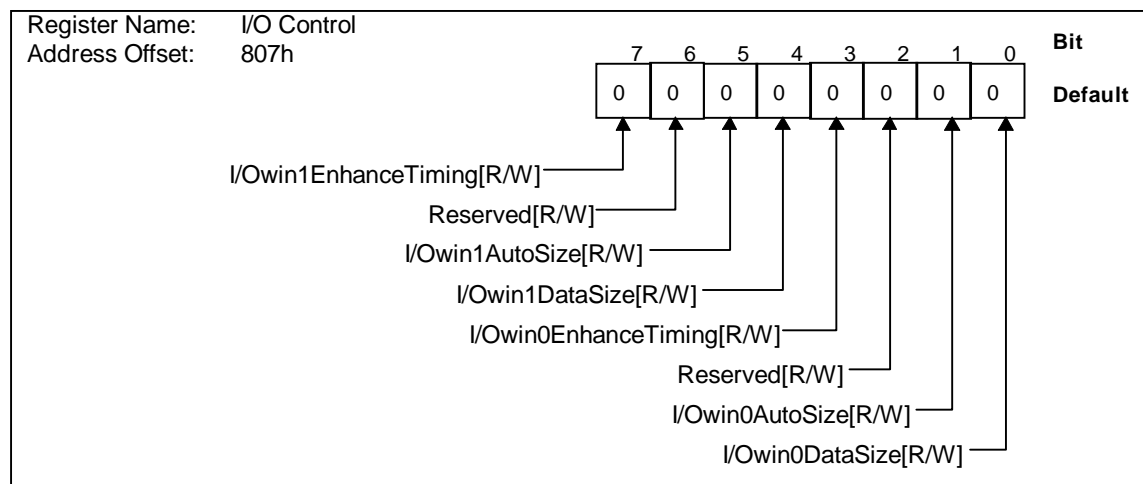 Register Name: I/O Control
Address Offset: 807h
7 6 5 4 3 2 1 0 Bit
0 0 0 0 0 0 0 0 Default
I/Owin1EnhanceTiming[R/W]
Reserved[R/W]
I/Owin1AutoSize[R/W]
I/Owin1DataSize[R/W]
I/Owin0EnhanceTiming[R/W]
Reserved[R/W]
I/Owin0AutoSize[R/W]
I/Owin0DataSize[R/W]